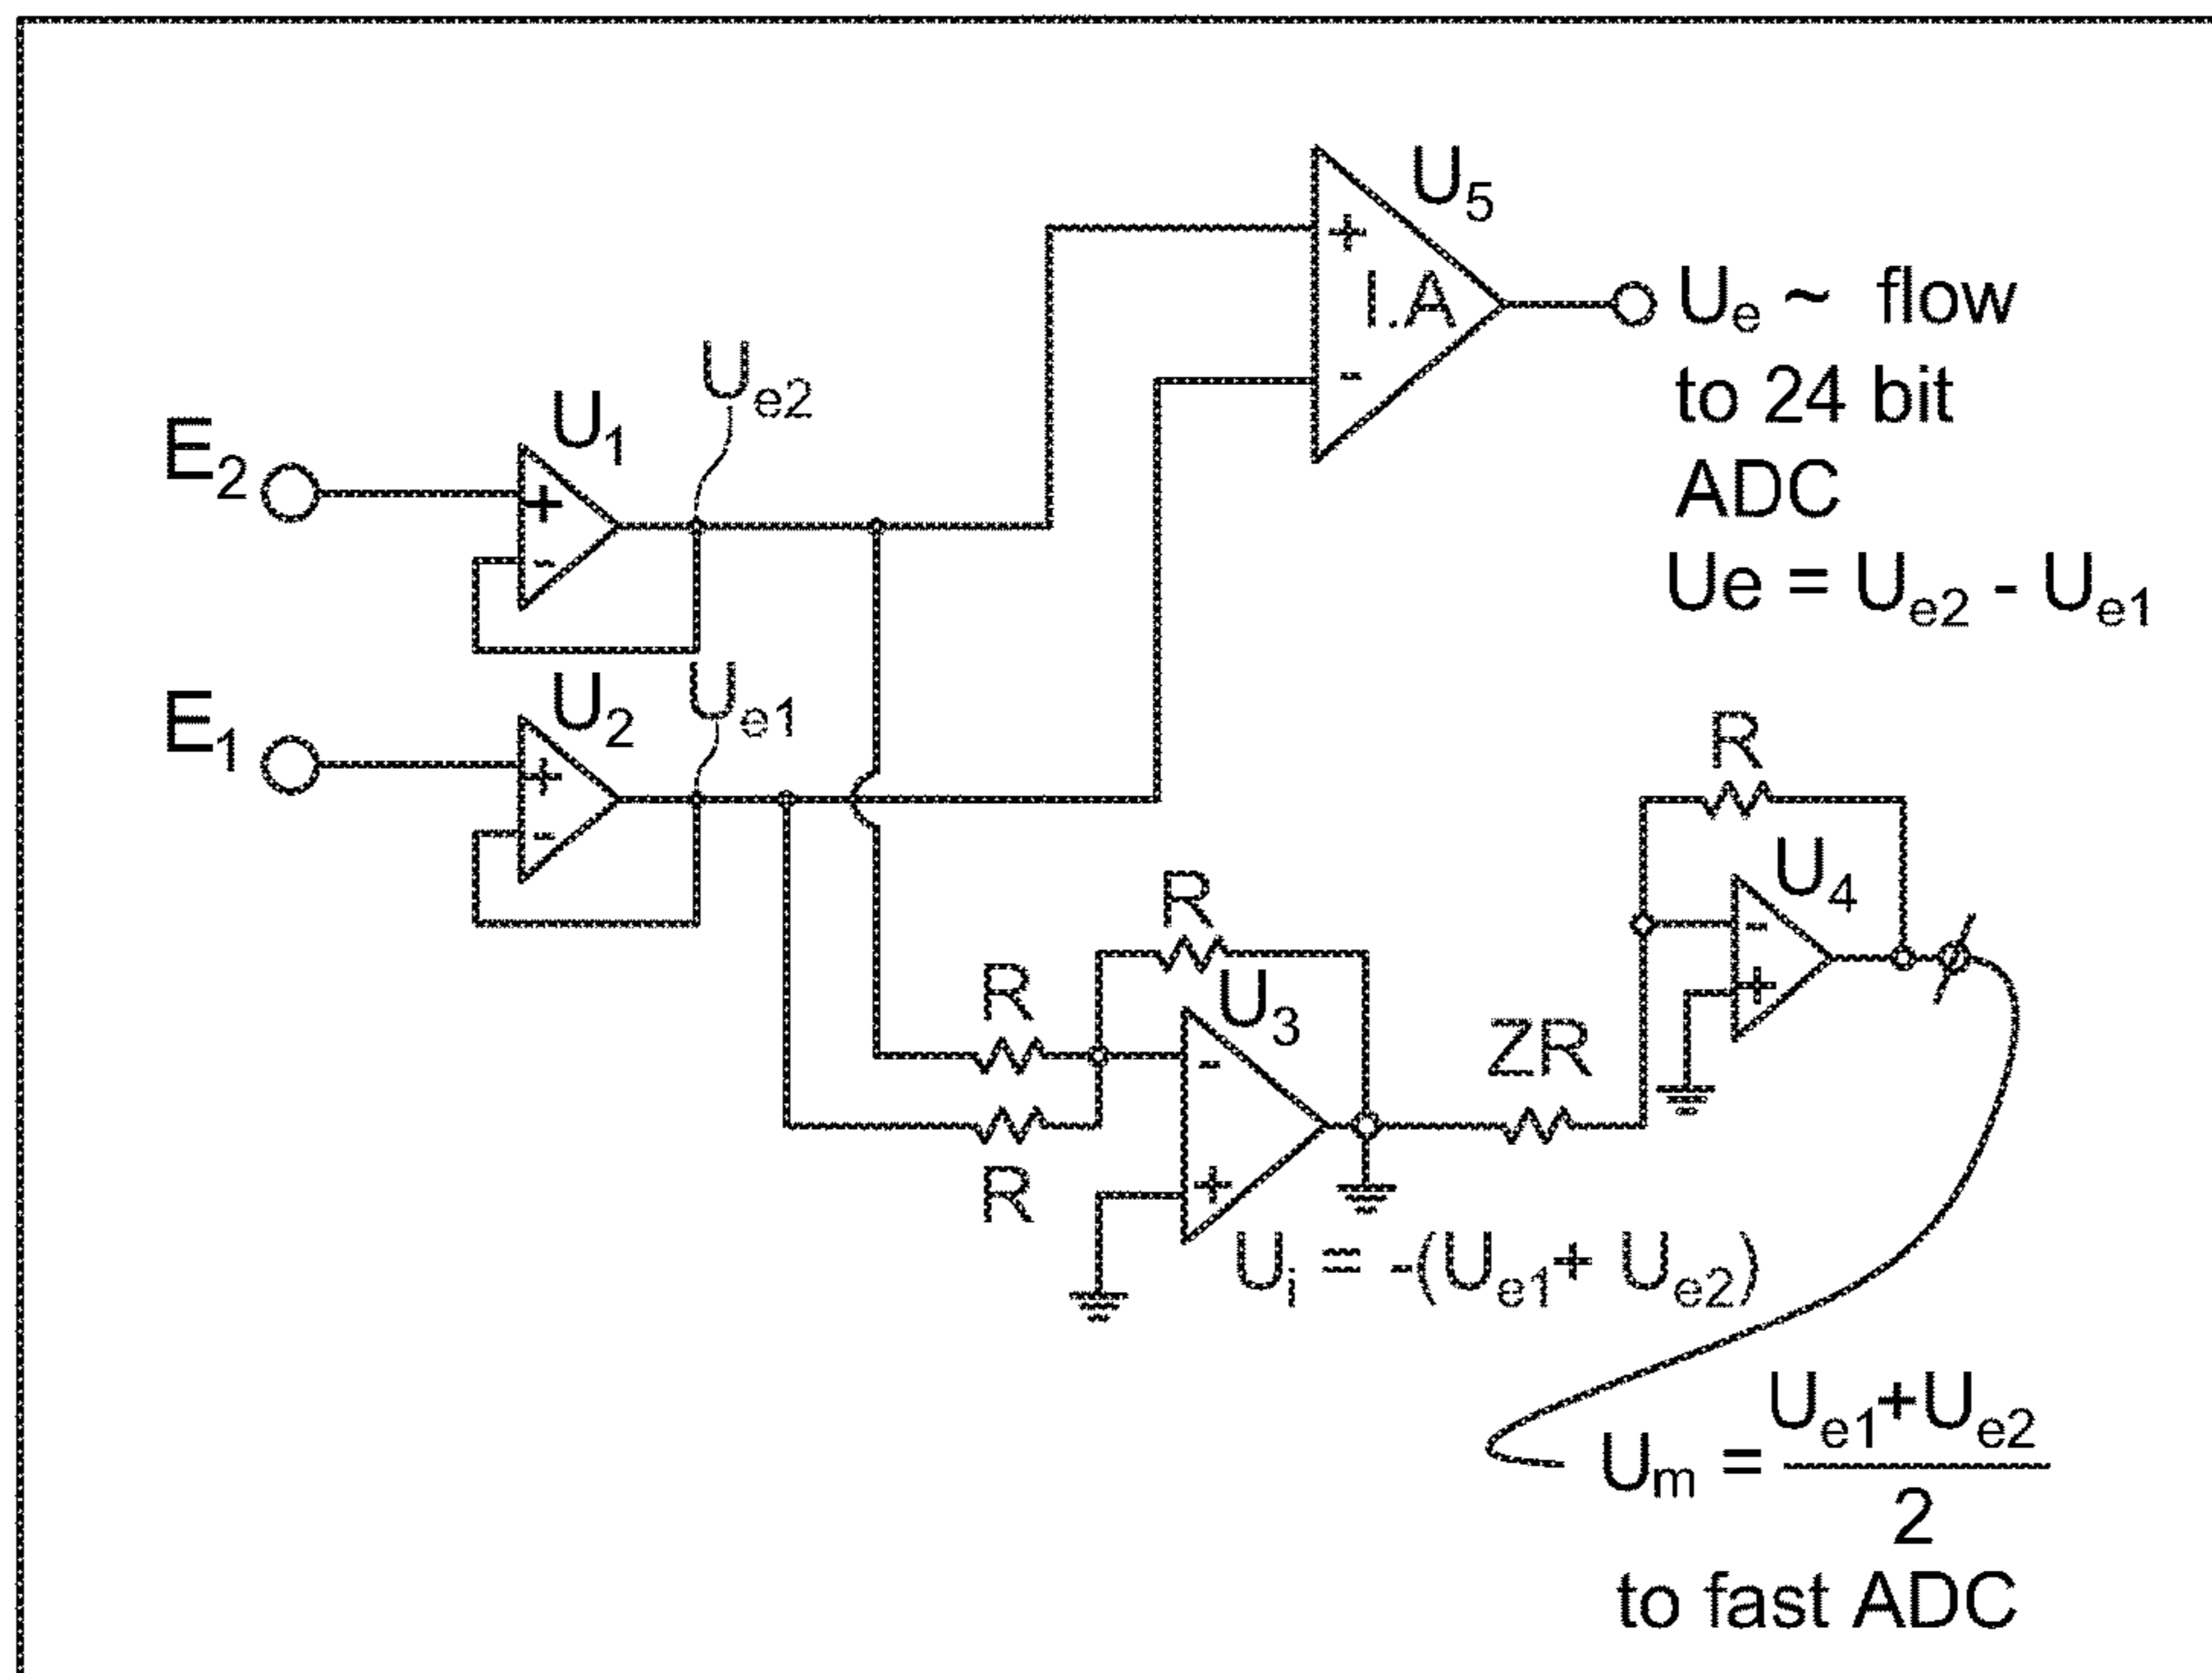 U5
+
I.A
-
Ue ~ flow
to 24 bit
ADC
Ue = Ue2 - Ue1
Ue2
U1
E2
+
-
Ue1
U2
E1
+
-
R
U4
-
+
R
U3
R
-
ZR
R
+
Ui = -(Ue1+ Ue2)
Um = Ue1+Ue2
2
to fast ADC